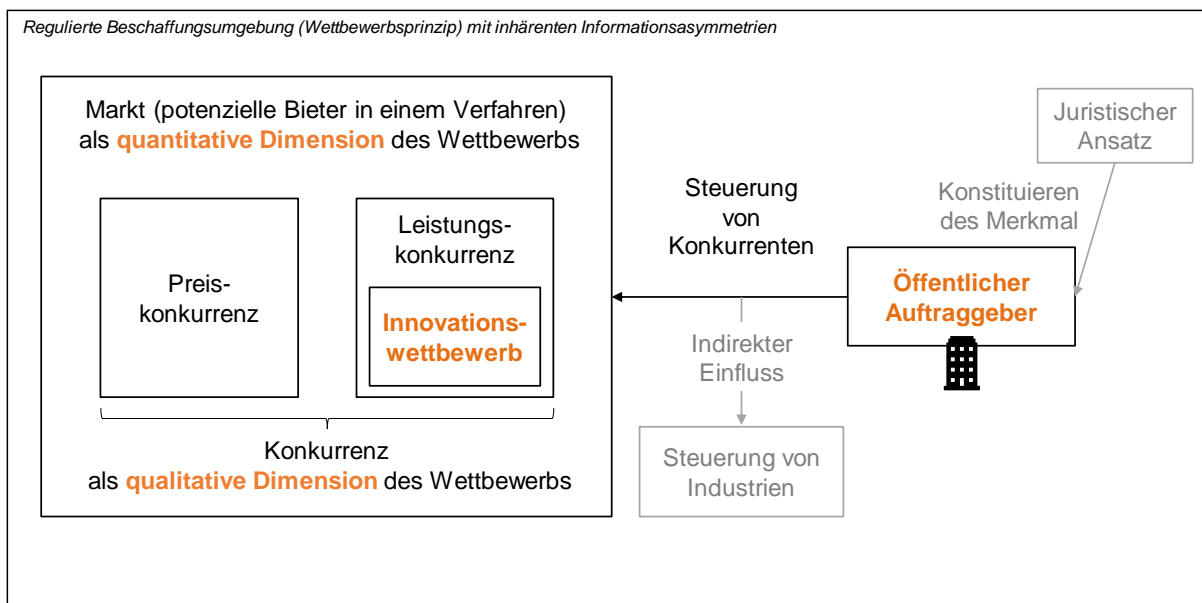 Regulierte Beschaffungsumgebung (Wettbewerbsprinzip) mit inhärenten Informationsasymmetrien
Markt (potenzielle Bieter in einem Verfahren)
als quantitative Dimension des Wettbewerbs
Preis-
konkurrenz
Leistungs-
konkurrenz
Innovations-
wettbewerb
Konkurrenz
als qualitative Dimension des Wettbewerbs
Steuerung
von
Konkurrenten
Indirekter
Einfluss
Steuerung von
Industrien
Juristischer
Ansatz
Konstituieren
des Merkmal
Öffentlicher
Auftraggeber